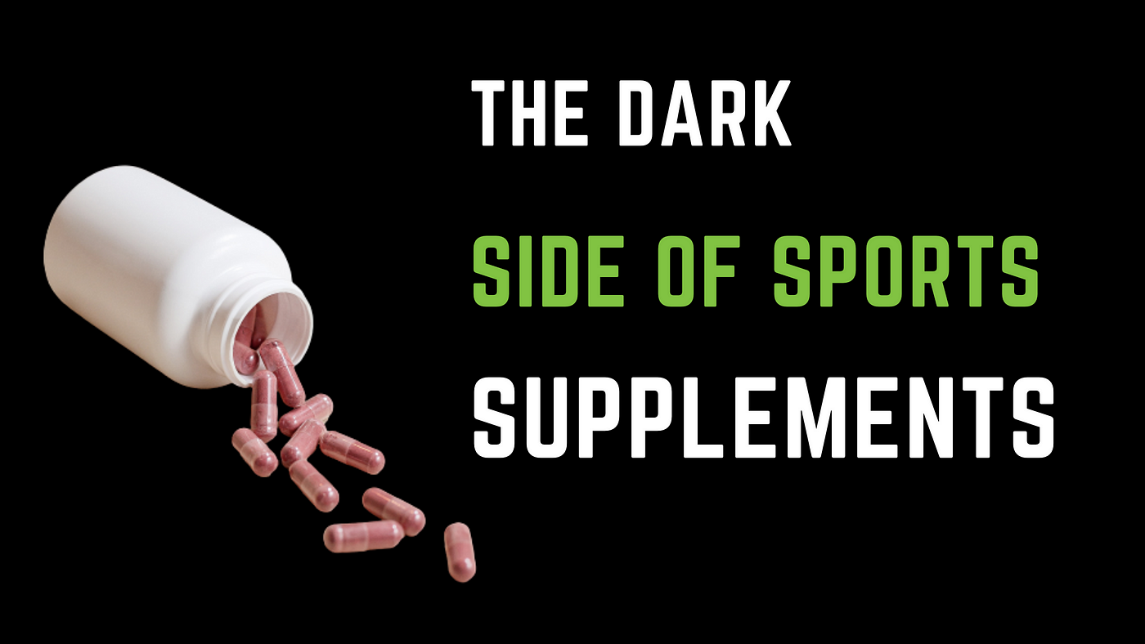 THE DARK
SIDE OF SPORTS
SUPPLEMENTS